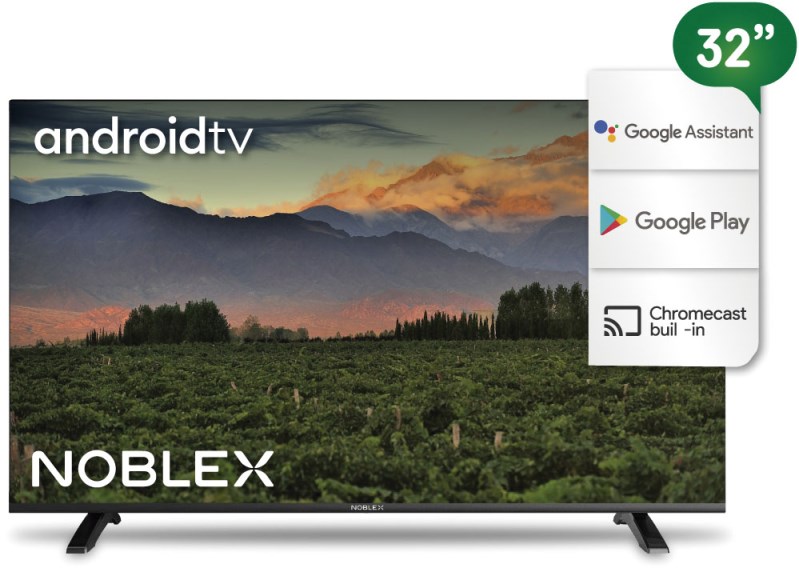 32”
androidtv
Google Assistant
Google Play
Chromecast
buil -in
NOBLEX
NOBLEX